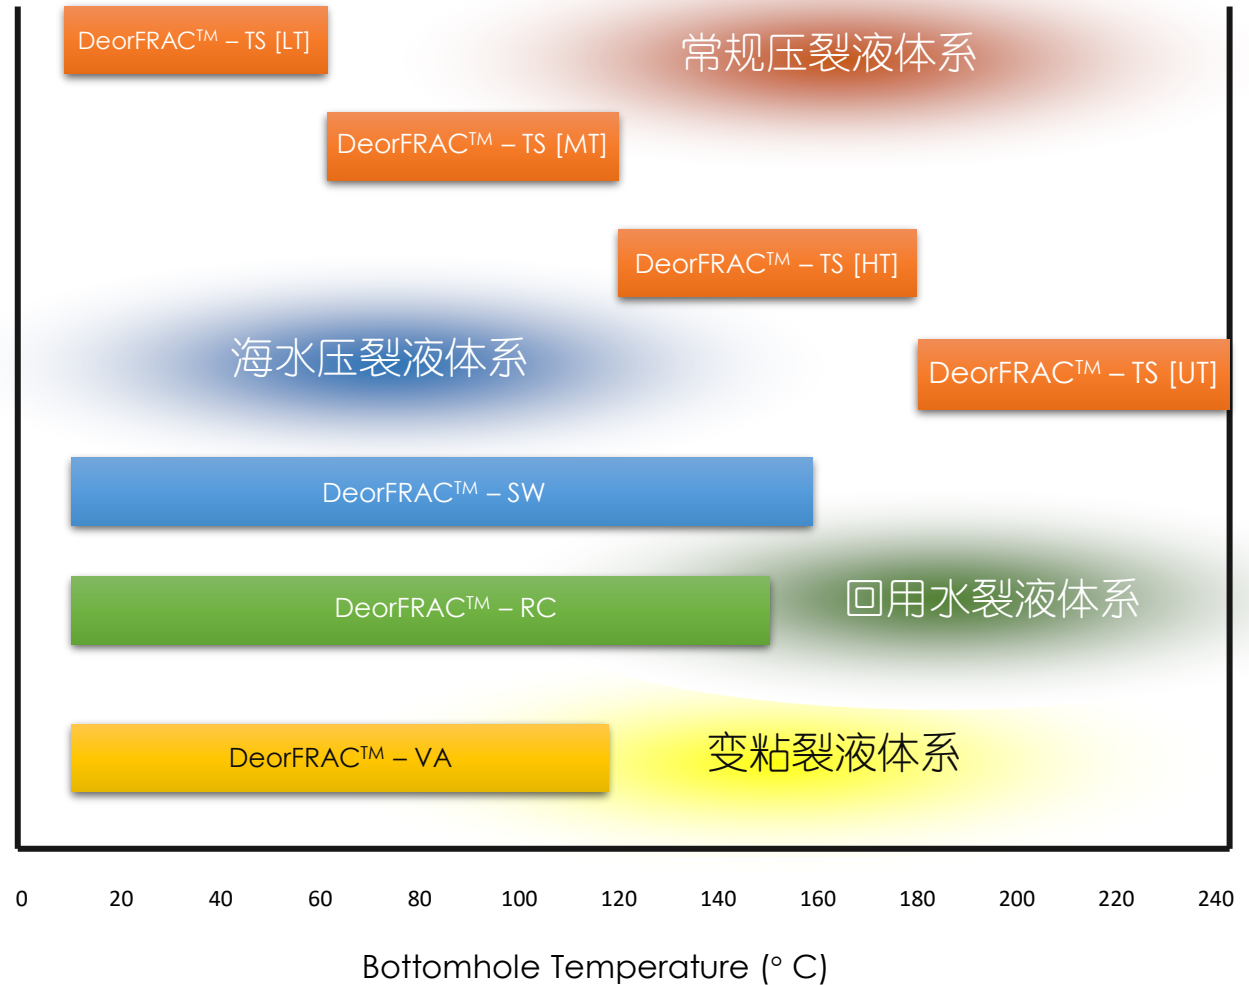 DeorFRAC™ – TS [LT]
常规压裂液体系
DeorFRAC™ – TS [MT]
DeorFRAC™ – TS [HT]
海水压裂液体系
DeorFRAC™ – TS [UT]
DeorFRAC™ – SW
DeorFRAC™ – RC
回用水裂液体系
DeorFRAC™ – VA
变粘裂液体系
0 20 40 60 80 100 120 140 160 180 200 220 240
Bottomhole Temperature (° C)